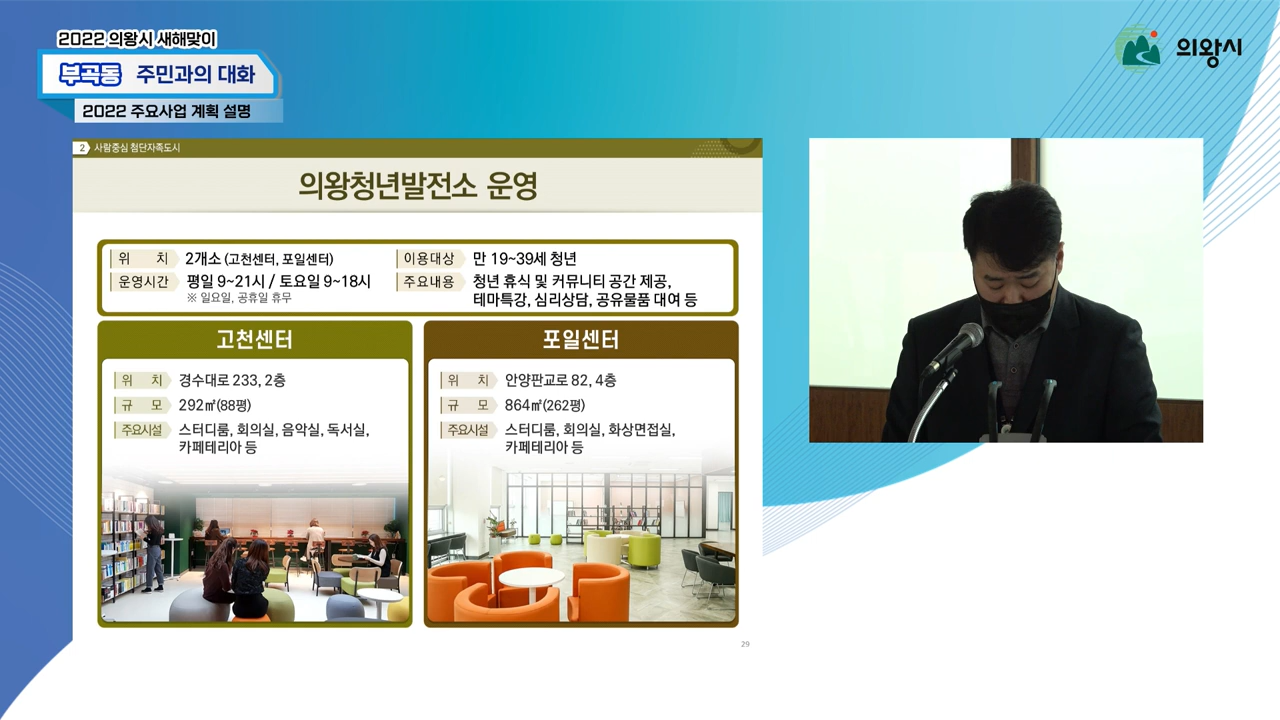 2022 의왕시 새해맞이
부곡동 주민과의 대화
2022 주요사업 계획 설명
의왕시
2 사람중심 첨단자족도시
의왕청년발전소 운영
위 치 2개소 (고천센터, 포일센터)
운영시간 평일 9~21시 / 토요일 9~18시
※ 일요일, 공휴일 휴무
이용대상 만 19~39세 청년
주요내용 청년 휴식 및 커뮤니티 공간 제공,
테마특강, 심리상담, 공유물품 대여 등
고천센터
위 치 경수대로 233, 2층
규 모 292㎡(88평)
주요시설 스터디룸, 회의실, 음악실, 독서실,
카페테리아 등
포일센터
위 치 안양판교로 82, 4층
규 모 864㎡(262평)
주요시설 스터디룸, 회의실, 화상면접실,
카페테리아 등
29